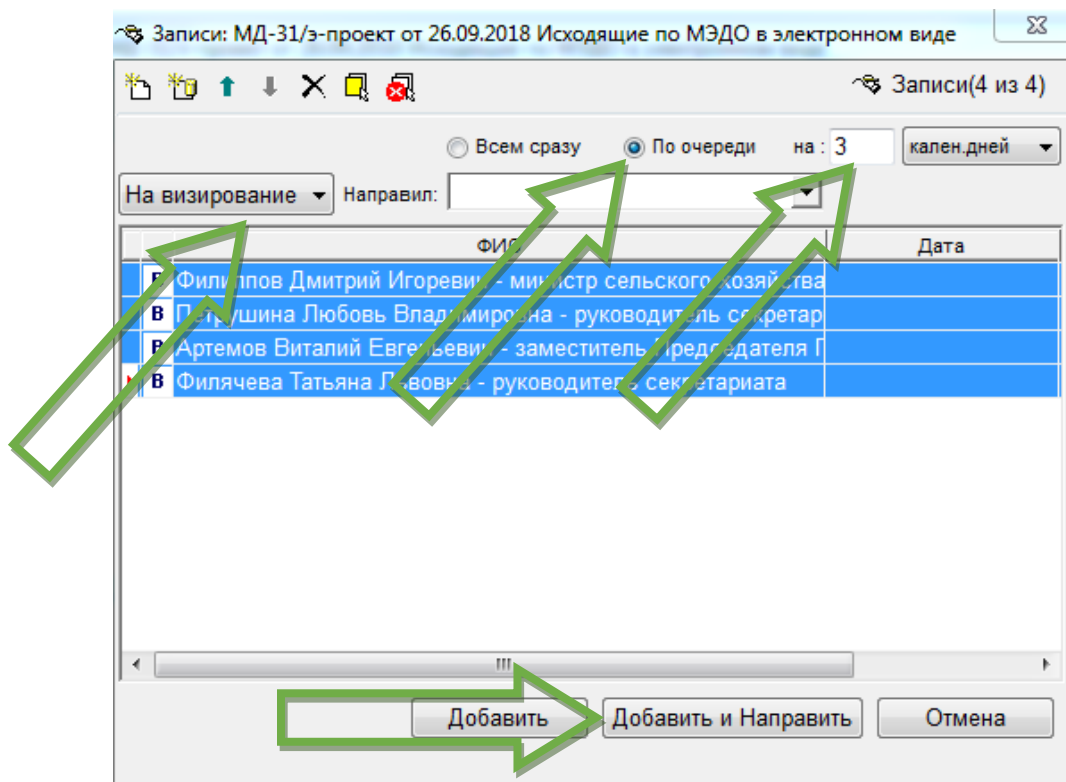 Записи: МД-31/э-проект от 26.09.2018 Исходящие по МЭДО в электронном виде
Записи(4 из 4)
Всем сразу По очереди на : 3 кален.дней
На визирование Направил:
ФИО Дата
В Филиппов Дмитрий Игоревич - министр сельского хозяйства
В Петрушина Любовь Владимировна - руководитель секретар
В Артемов Виталий Евгеньевич - заместитель Председателя П
В Филячева Татьяна Львовна - руководитель секретариата
Добавить Добавить и Направить Отмена